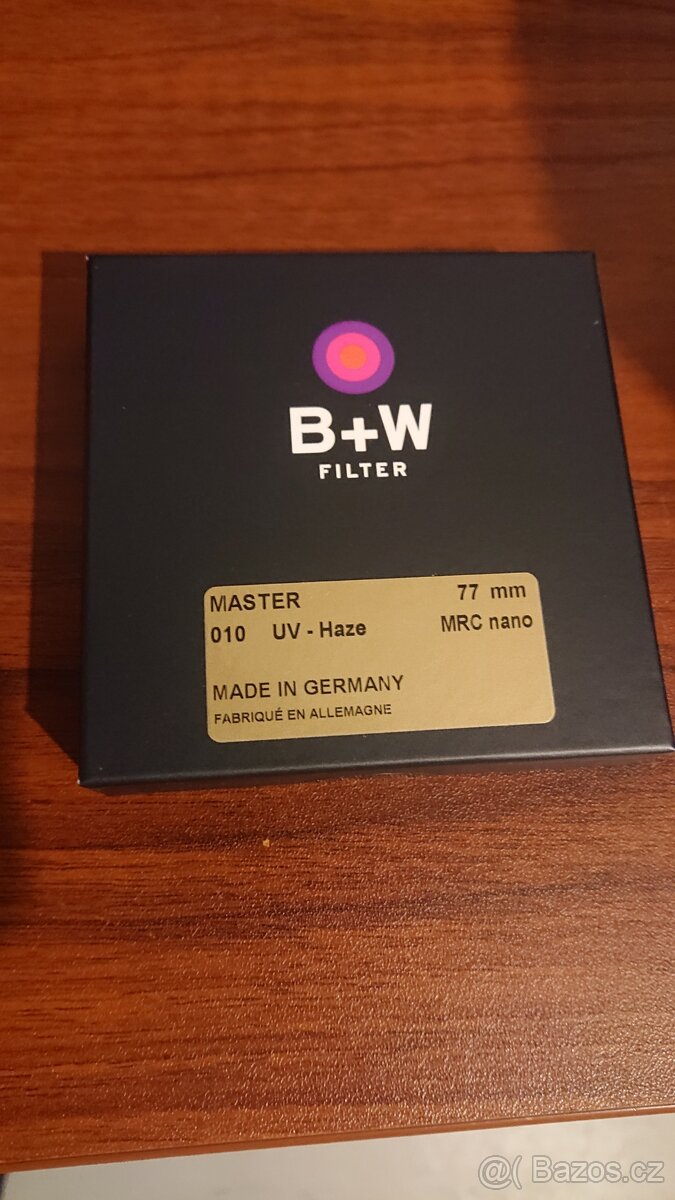 B+W
FILTER
MASTER 77 mm
010 UV - Haze MRC nano
MADE IN GERMANY
FABRIQUÉ EN ALLEMAGNE
@( Bazos.cz